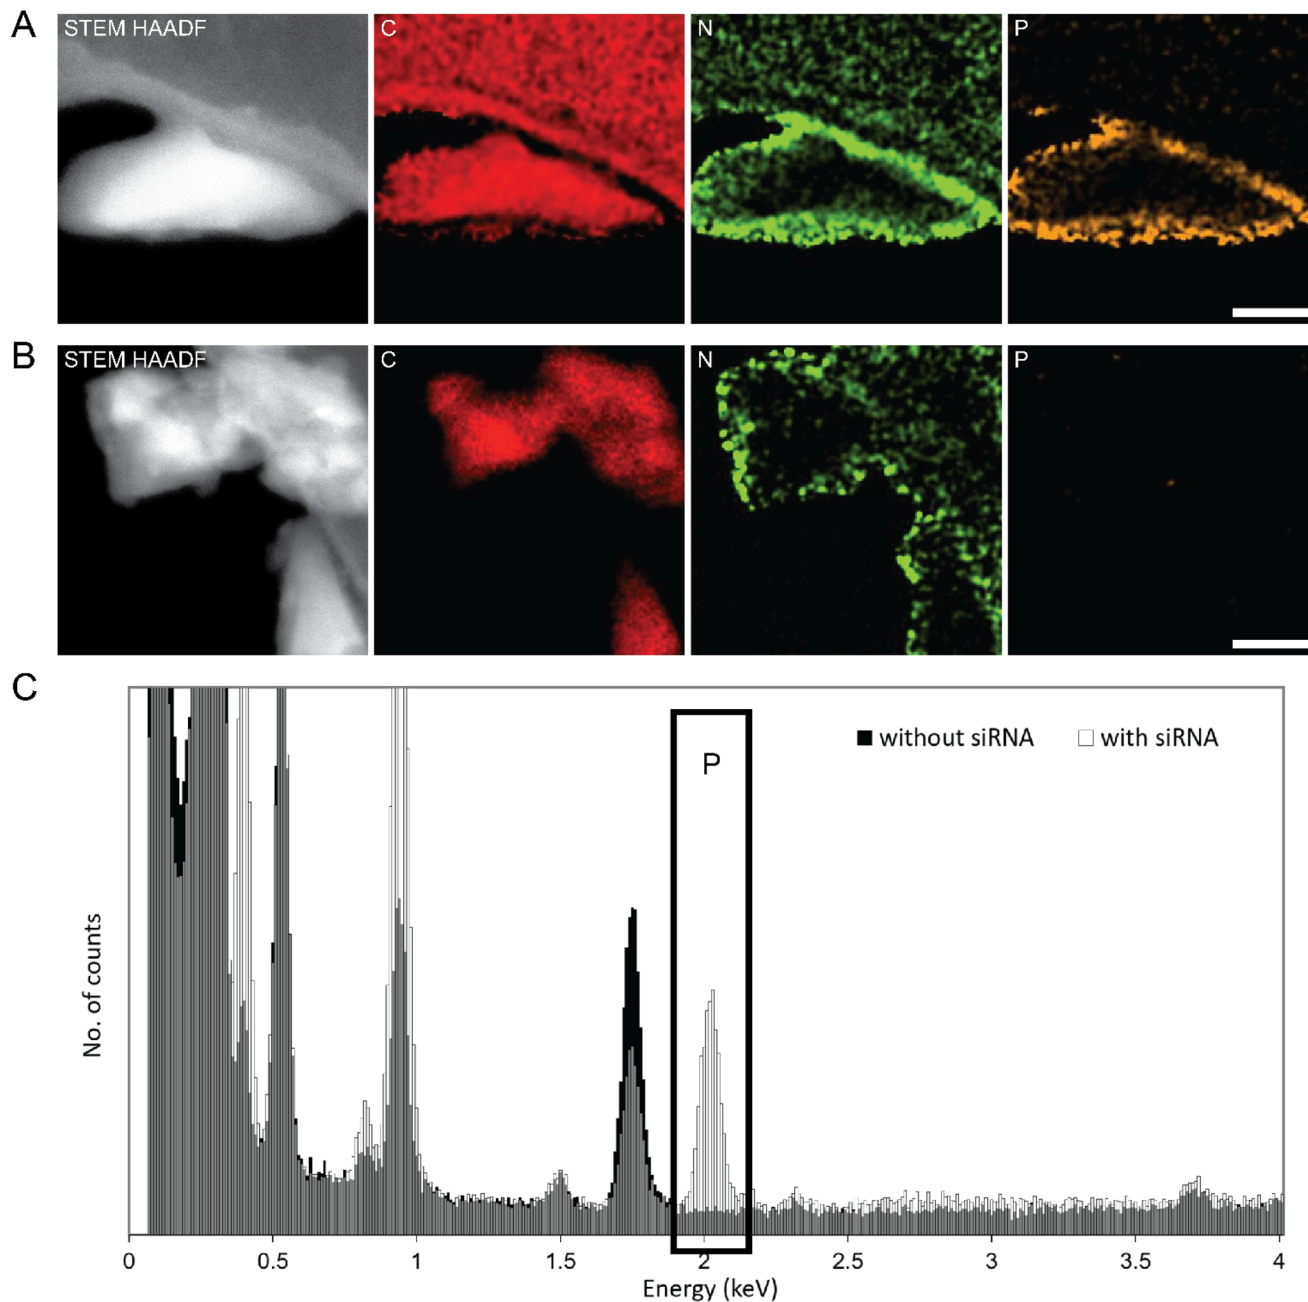 A
STEM HAADF
C
N
P
B
STEM HAADF
C
N
P
C
P
without siRNA
with siRNA
No. of counts
0
0.5
1
1.5
2
2.5
3
3.5
4
Energy (keV)